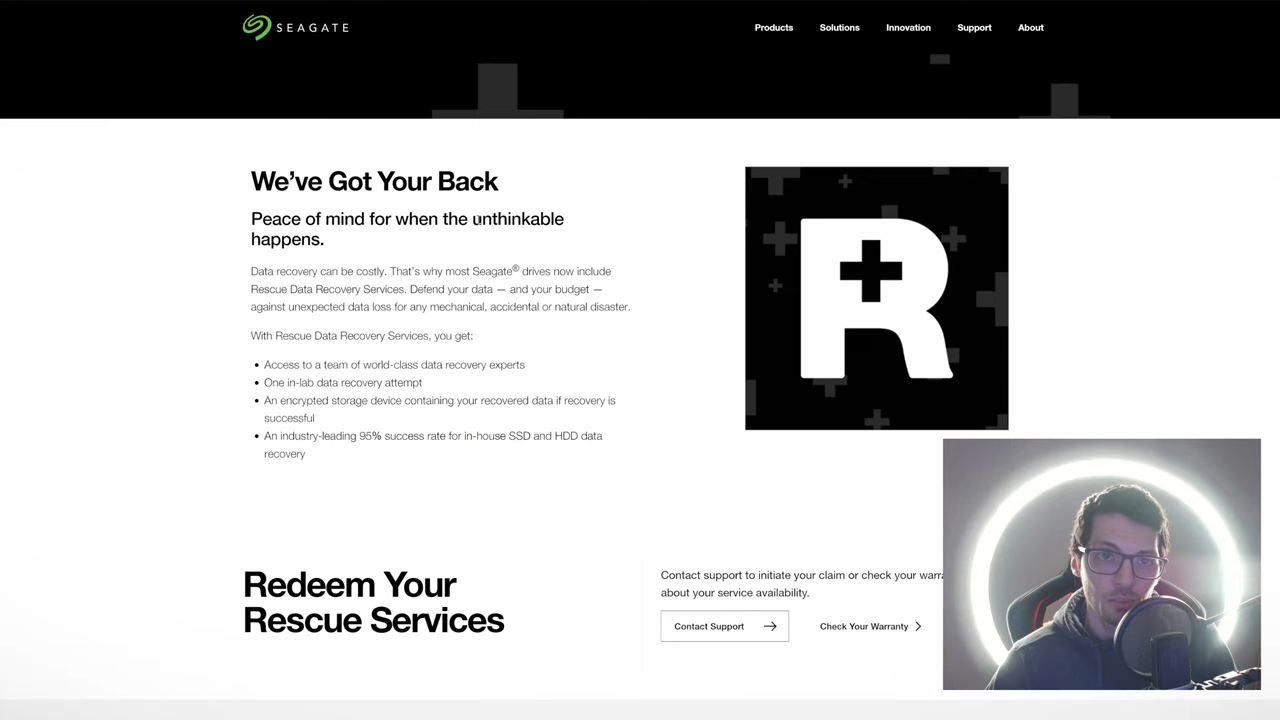 SEAGATE
Products
Solutions
Innovation
Support
About
We've Got Your Back
Peace of mind for when the unthinkable
happens.
Data recovery can be costly. That's why most Seagate® drives now include
Rescue Data Recovery Services. Defend your data — and your budget —
against unexpected data loss for any mechanical, accidental or natural disaster.
With Rescue Data Recovery Services, you get:
• Access to a team of world-class data recovery experts
• One in-lab data recovery attempt
• An encrypted storage device containing your recovered data if recovery is
successful
• An industry-leading 95% success rate for in-house SSD and HDD data
recovery
R
Redeem Your
Rescue Services
Contact support to initiate your claim or check your
about your service availability.
Contact Support
Check Your Warranty